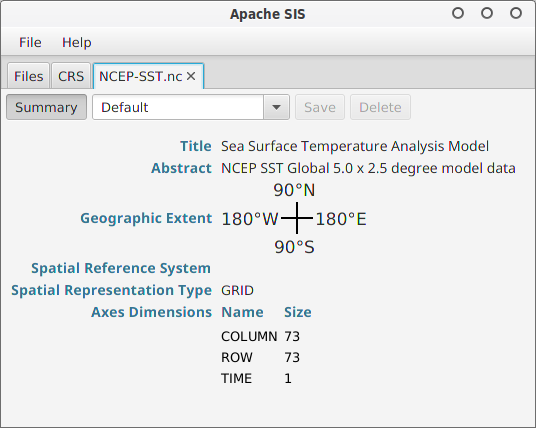 Apache SIS
File Help
Files CRS NCEP-SST.nc
Summary Default Save Delete
Title Sea Surface Temperature Analysis Model
Abstract NCEP SST Global 5.0 x 2.5 degree model data
90°N
Geographic Extent 180°W 180°E
90°S
Spatial Reference System
Spatial Representation Type GRID
Axes Dimensions Name Size
COLUMN 73
ROW 73
TIME 1